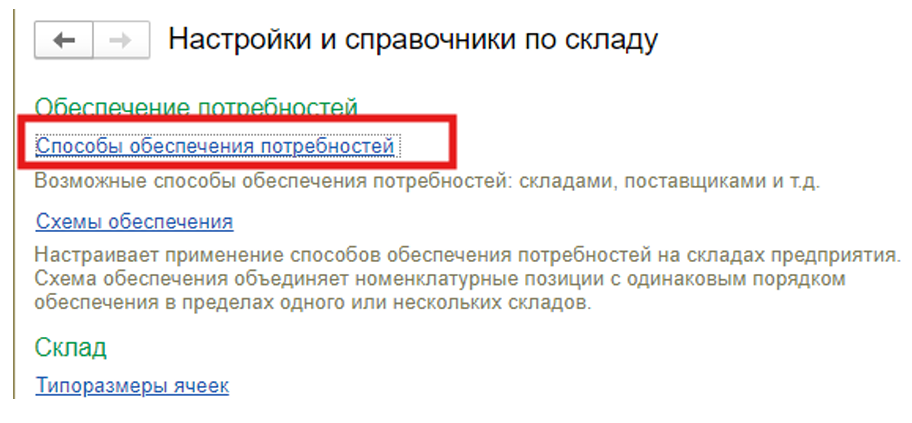 Настройки и справочники по складу
Обеспечение потребностей
Способы обеспечения потребностей
Возможные способы обеспечения потребностей: складами, поставщиками и т.д.
Схемы обеспечения
Настраивает применение способов обеспечения потребностей на складах предприятия.
Схема обеспечения объединяет номенклатурные позиции с одинаковым порядком
обеспечения в пределах одного или нескольких складов.
Склад
Типоразмеры ячеек